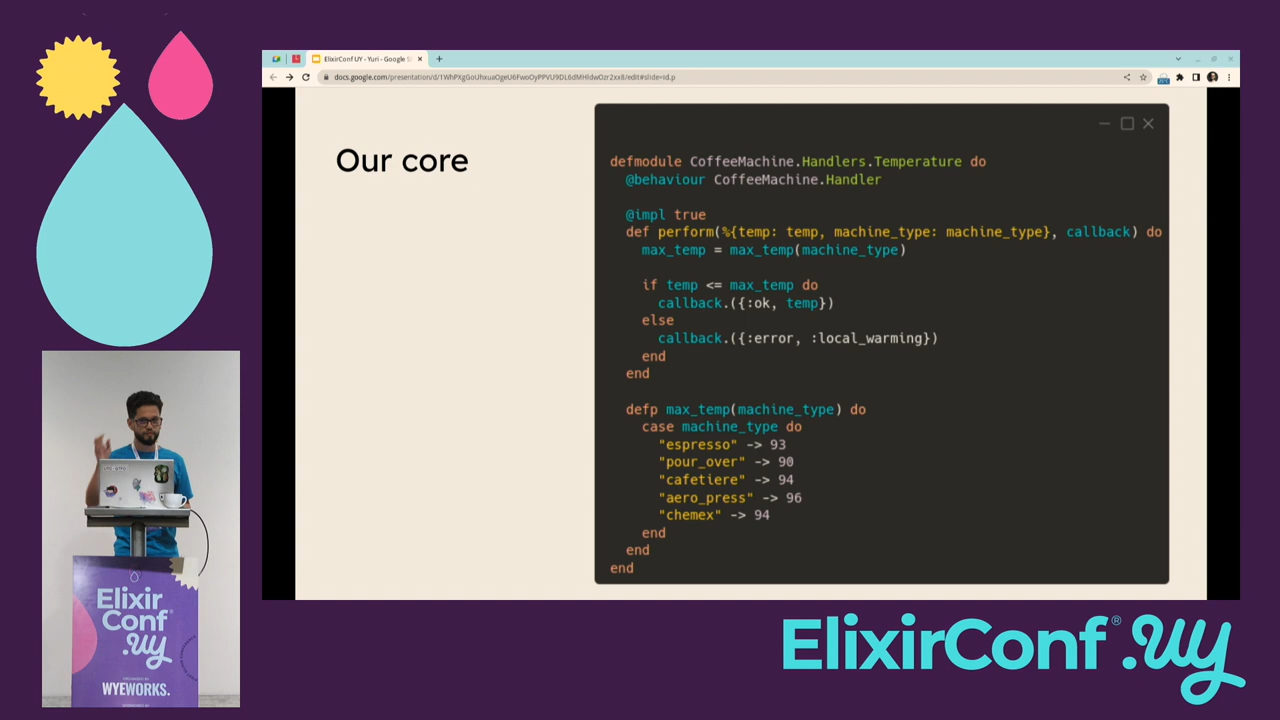 ElixirConf UY - Yuri - Google Sl
docs.google.com/presentation/d/1WhPXgGoUhxuaOgeU6FwoOyPPVU9DL6dMHldwOzr2xx8/edit#slide=id.p
Our core
defmodule CoffeeMachine.Handlers.Temperature do
@behaviour CoffeeMachine.Handler
@impl true
def perform(%{temp: temp, machine_type: machine_type}, callback) do
max_temp = max_temp(machine_type)
if temp <= max_temp do
callback.({:ok, temp})
else
callback.({:error, :local_warming})
end
end
defp max_temp(machine_type) do
case machine_type do
"espresso" -> 93
"pour_over" -> 90
"cafetiere" -> 94
"aero_press" -> 96
"chemex" -> 94
end
end
end
Elixir
Conf®
.uy
ORGANIZED BY
WYEWORKS.
ElixirConf® .uy